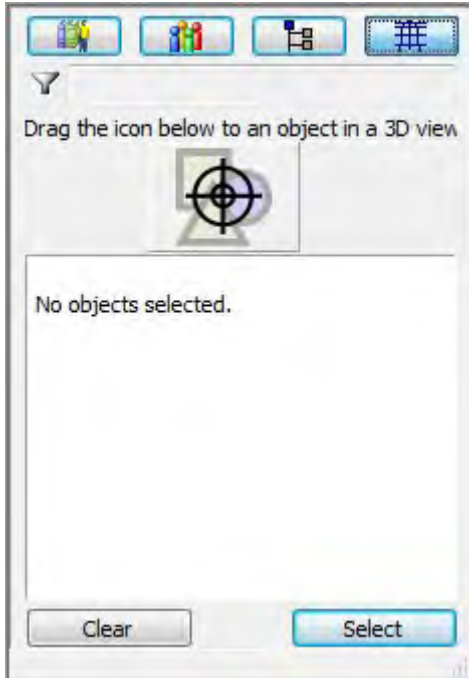 Drag the icon below to an object in a 3D view
No objects selected.
Clear
Select